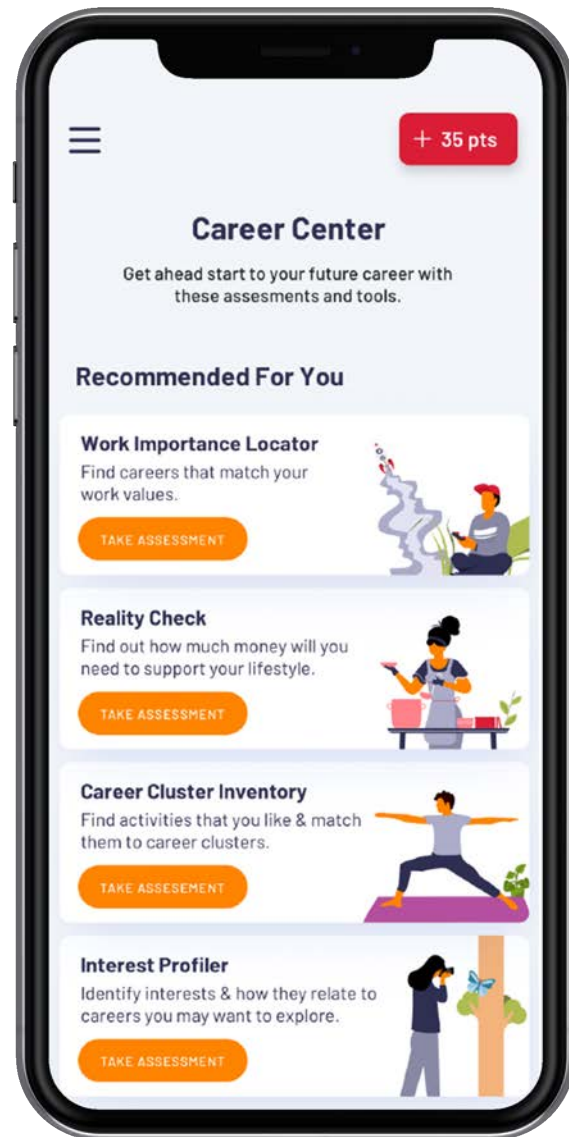 + 35 pts
Career Center
Get ahead start to your future career with
these assesments and tools.
Recommended For You
Work Importance Locator
Find careers that match your
work values.
TAKE ASSESSMENT
Reality Check
Find out how much money will you
need to support your lifestyle.
TAKE ASSESSMENT
Career Cluster Inventory
Find activities that you like & match
them to career clusters.
TAKE ASSESEMENT
Interest Profiler
Identify interests & how they relate to
careers you may want to explore.
TAKE ASSESSMENT